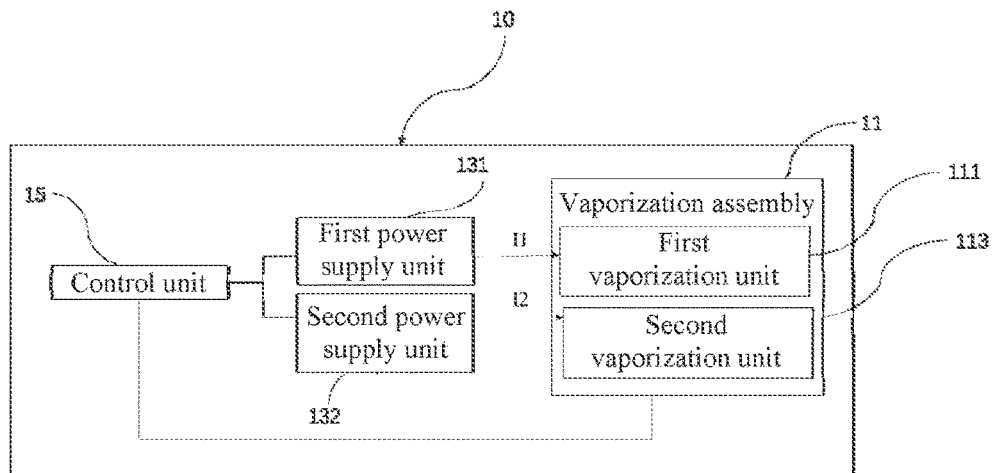 10
11
131
111
15
Vaporization assembly
First power
supply unit
I1
First
vaporization unit
113
Control unit
I2
Second power
supply unit
Second
vaporization unit
132